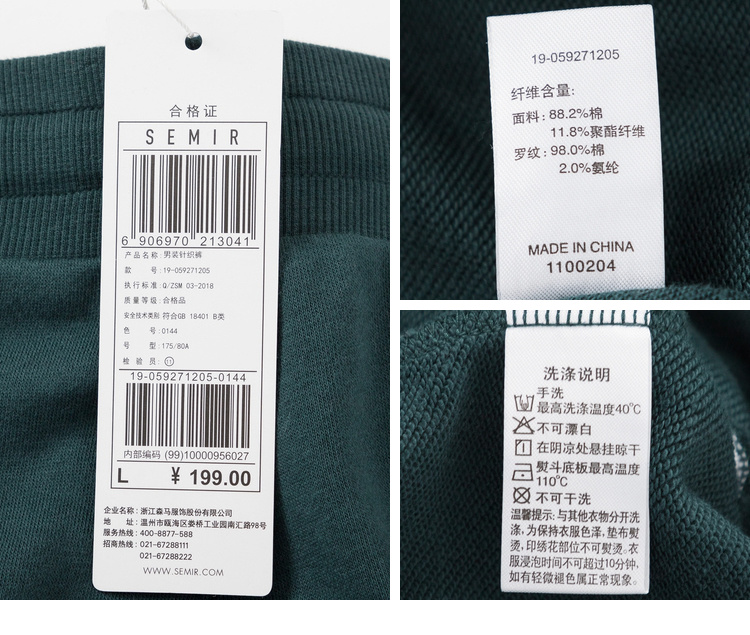 合格证
SEMIR
6 906970 213041
产品名称: 男装针织裤
款 号: 19-059271205
执行标准: Q/ZSM 03-2018
质量等级: 合格品
安全技术类别 符合GB 18401 B类
色 号: 0144
号 型: 175/80A
检 验 员: 11
19-059271205-0144
内部编码 (99)10000956027
L ¥ 199.00
企业名称: 浙江森马服饰股份有限公司
地 址: 温州市瓯海区娄桥工业园南汇路98号
服务热线: 400-8877-588
招商热线: 021-67288111
021-67288222
WWW.SEMIR.COM
19-059271205
纤维含量:
面料: 88.2%棉
11.8%聚酯纤维
罗纹: 98.0%棉
2.0%氨纶
MADE IN CHINA
1100204
洗涤说明
手洗
最高洗涤温度40℃
不可漂白
在阴凉处悬挂晾干
熨斗底板最高温度
110℃
不可干洗
温馨提示: 与其他衣物分开洗
涤, 为保持衣服色泽, 垫布熨
烫, 印绣花部位不可熨烫。衣
服浸泡时间不可超过10分钟,
如有轻微褪色属正常现象。